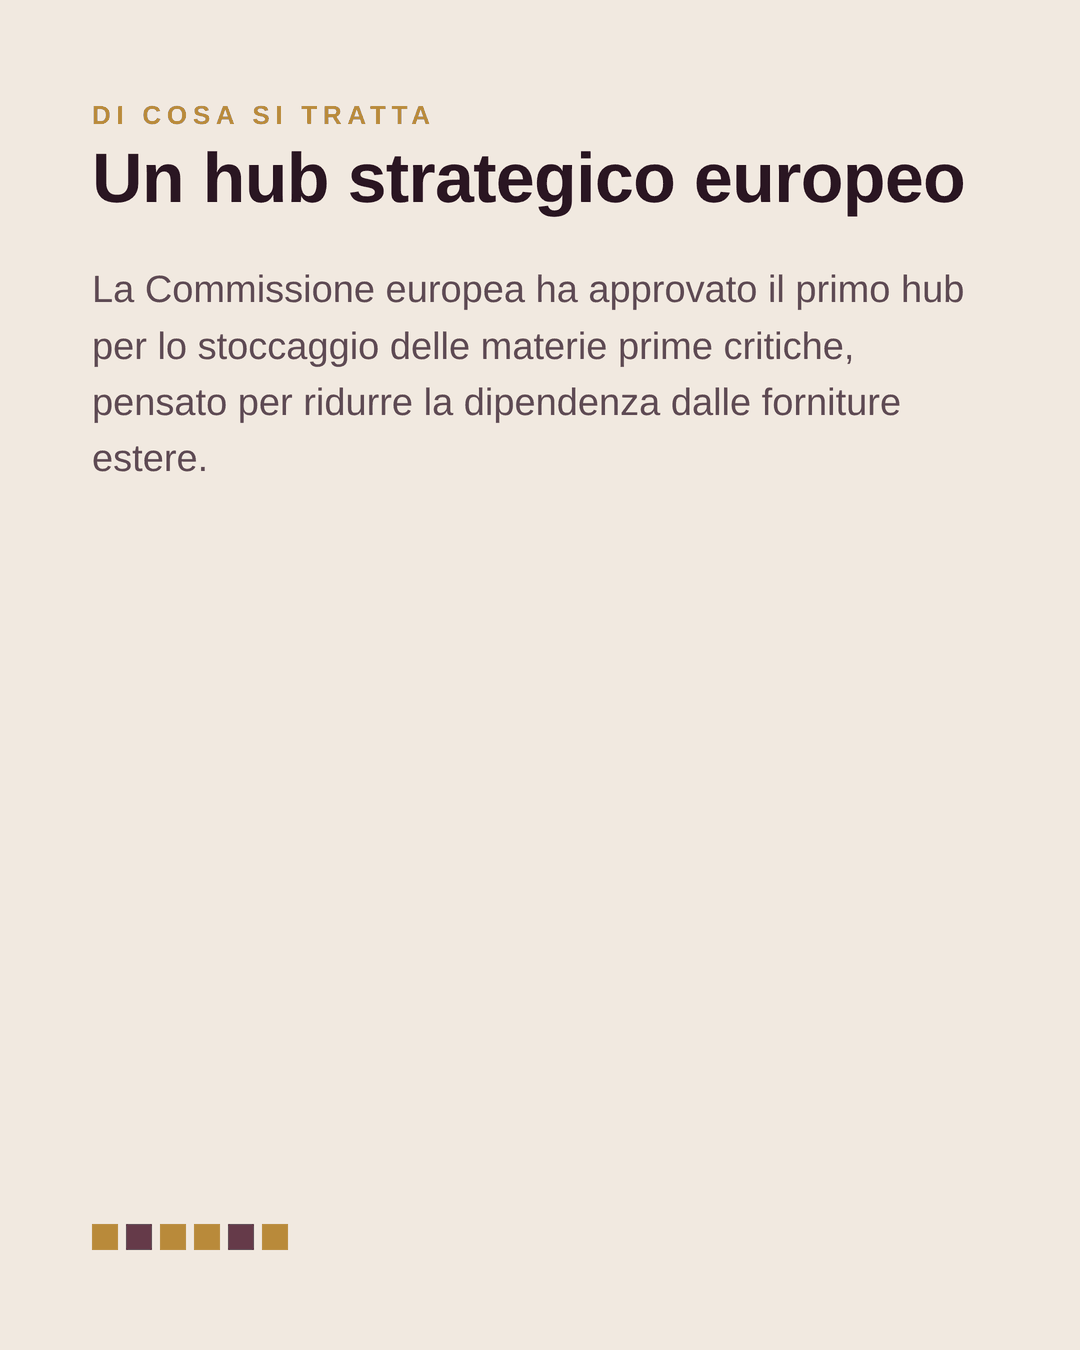 DI COSA SI TRATTA
Un hub strategico europeo
La Commissione europea ha approvato il primo hub
per lo stoccaggio delle materie prime critiche,
pensato per ridurre la dipendenza dalle forniture
estere.